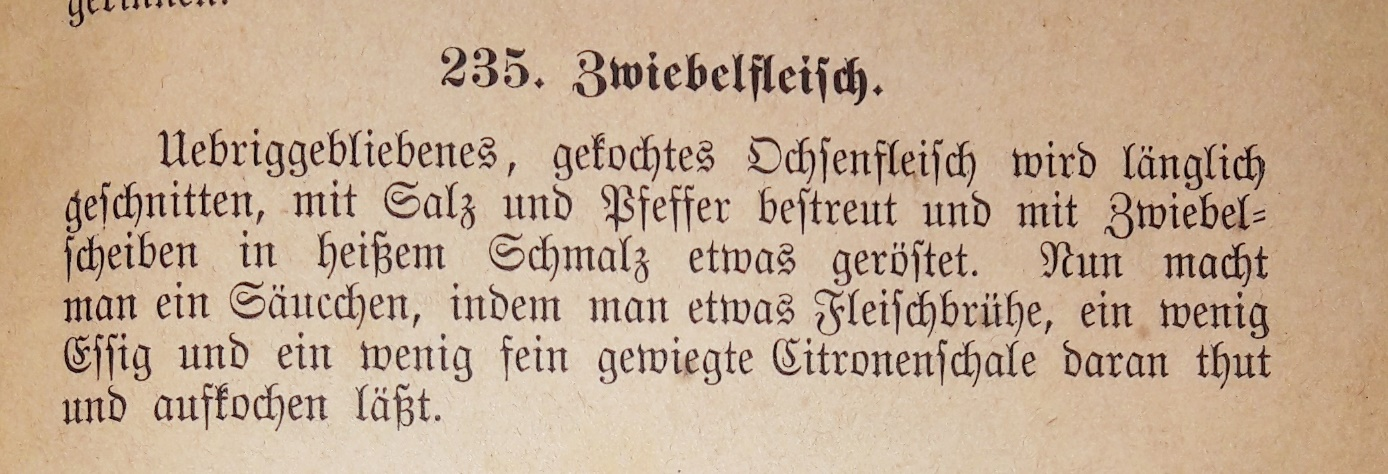 235. Zwiebelfleisch.
Uebriggebliebenes, gekochtes Ochsenfleisch wird länglich
geschnitten, mit Salz und Pfeffer bestreut und mit Zwiebel-
scheiben in heißem Schmalz etwas geröstet. Nun macht
man ein Säucchen, indem man etwas Fleischbrühe, ein wenig
Essig und ein wenig fein gewiegte Citronenschale daran thut
und aufkochen läßt.